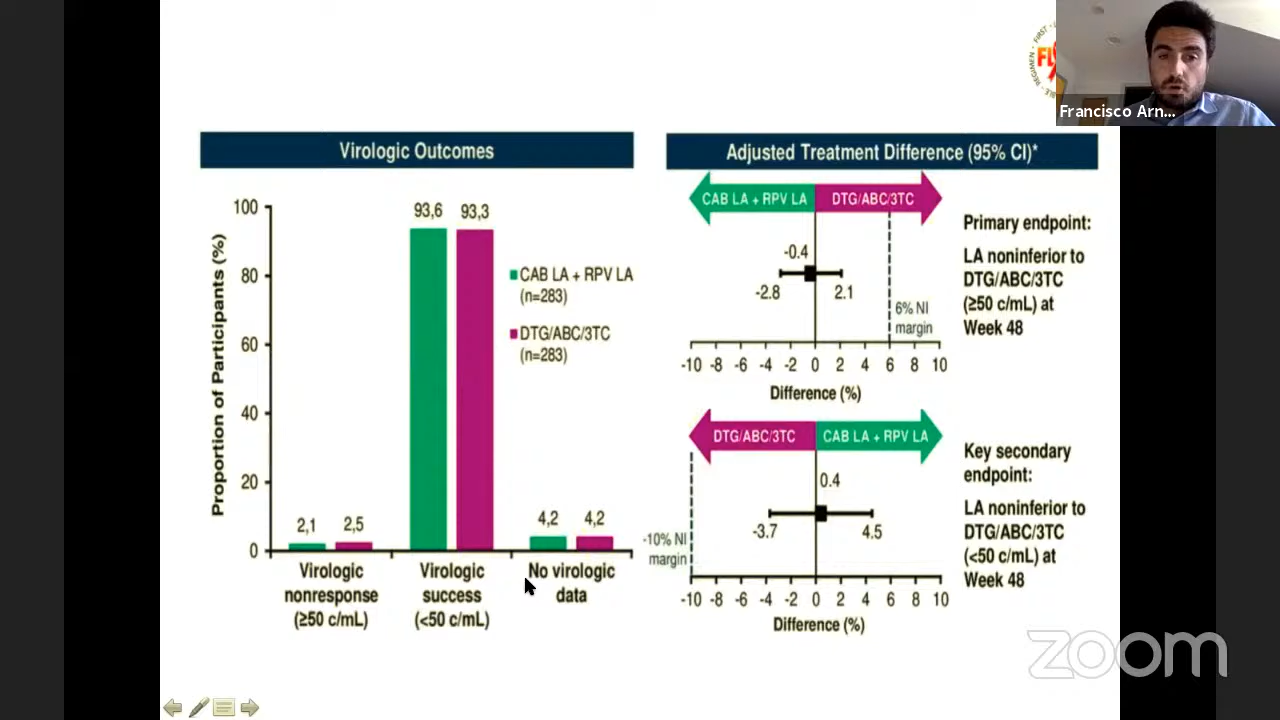 FL
REGIMEN
FIRST
Francisco Arn...
Virologic Outcomes
Proportion of Participants (%)
100
80
60
40
20
0
93,6
93,3
2,1
2,5
4,2
4,2
CAB LA + RPV LA
(n=283)
DTG/ABC/3TC
(n=283)
Virologic
nonresponse
(≥50 c/mL)
Virologic
success
(<50 c/mL)
No virologic
data
Adjusted Treatment Difference (95% CI)*
CAB LA + RPV LA
DTG/ABC/3TC
-0.4
-2.8
2.1
6% NI
margin
-10 -8 -6 -4 -2 0 2 4 6 8 10
Difference (%)
Primary endpoint:
LA noninferior to
DTG/ABC/3TC
(≥50 c/mL) at
Week 48
DTG/ABC/3TC
CAB LA + RPV LA
0.4
-3.7
4.5
-10% NI
margin
-10 -8 -6 -4 -2 0 2 4 6 8 10
Difference (%)
Key secondary
endpoint:
LA noninferior to
DTG/ABC/3TC
(<50 c/mL) at
Week 48
zoom